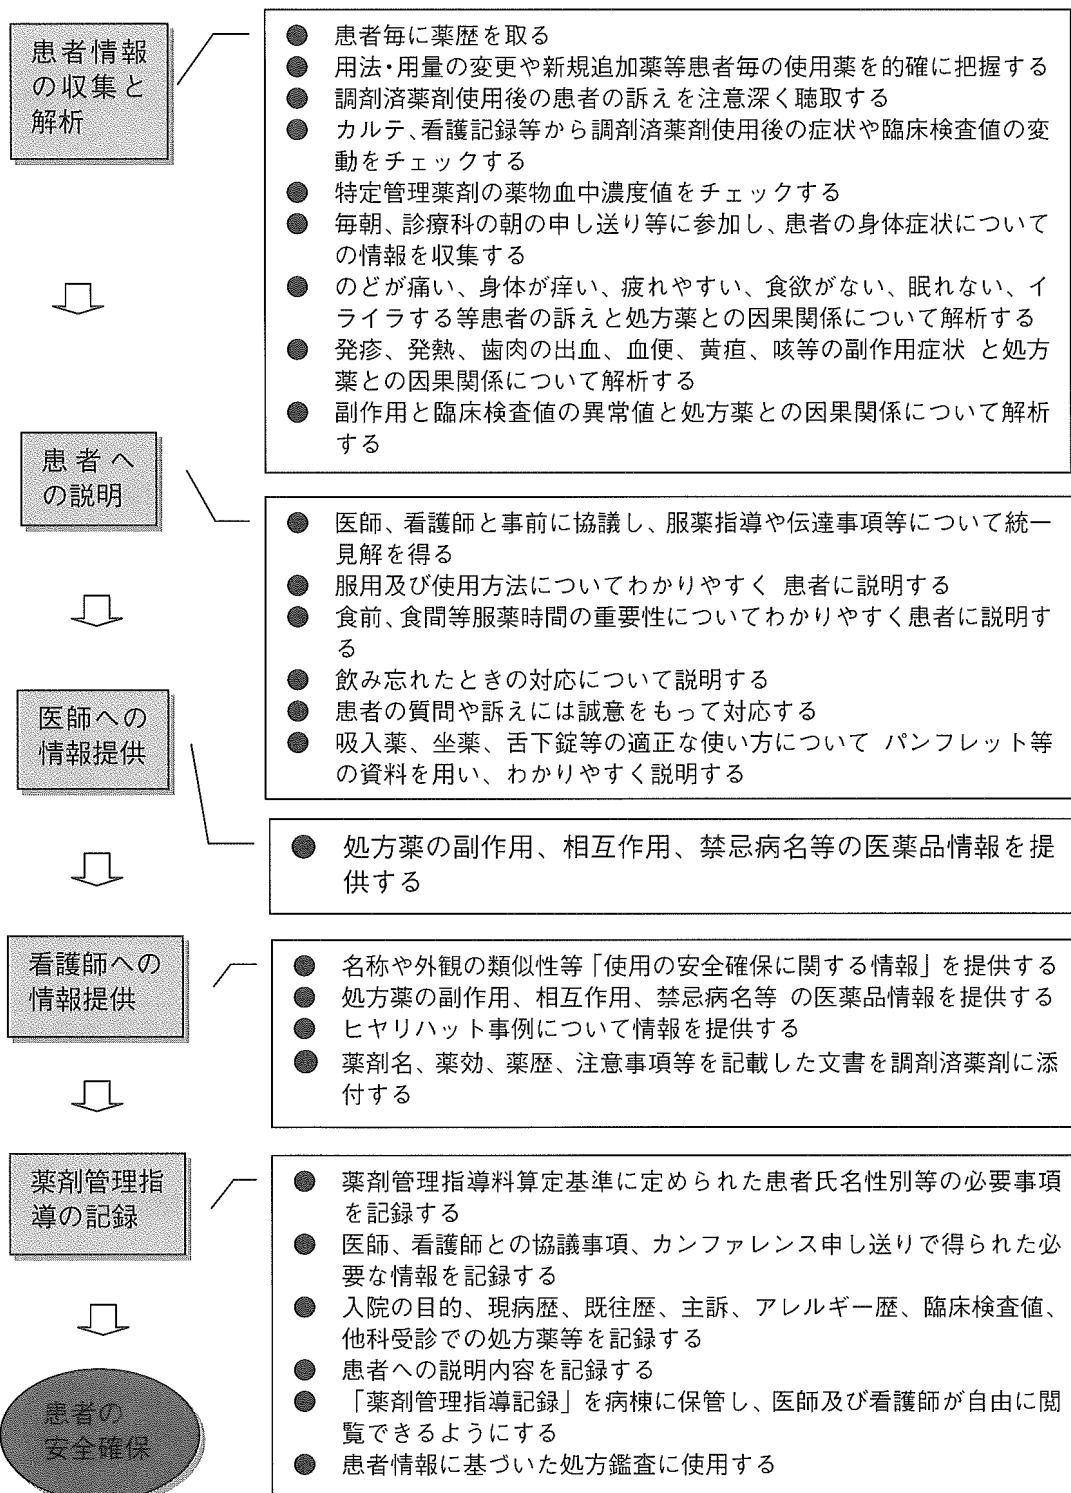 患者情報
の収集と
解析
● 患者毎に薬歴を取る
● 用法・用量の変更や新規追加薬等患者毎の使用薬を的確に把握する
● 調剤済薬剤使用後の患者の訴えを注意深く聴取する
● カルテ、看護記録等から調剤済薬剤使用後の症状や臨床検査値の変
動をチェックする
● 特定管理薬剤の薬物血中濃度値をチェックする
● 毎朝、診療科の朝の申し送り等に参加し、患者の身体症状について
の情報を収集する
● のどが痛い、身体が痒い、疲れやすい、食欲がない、眠れない、イ
ライラする等患者の訴えと処方薬との因果関係について解析する
● 発疹、発熱、歯肉の出血、血便、黄疸、咳等の副作用症状 と処方
薬との因果関係について解析する
● 副作用と臨床検査値の異常値と処方薬との因果関係について解析
する
患者へ
の説明
● 医師、看護師と事前に協議し、服薬指導や伝達事項等について統一
見解を得る
● 服用及び使用方法についてわかりやすく 患者に説明する
● 食前、食間等服薬時間の重要性についてわかりやすく患者に説明す
る
● 飲み忘れたときの対応について説明する
● 患者の質問や訴えには誠意をもって対応する
● 吸入薬、坐薬、舌下錠等の適正な使い方について パンフレット等
の資料を用い、わかりやすく説明する
医師への
情報提供
● 処方薬の副作用、相互作用、禁忌病名等の医薬品情報を提
供する
看護師への
情報提供
● 名称や外観の類似性等「使用の安全確保に関する情報」を提供する
● 処方薬の副作用、相互作用、禁忌病名等 の医薬品情報を提供する
● ヒヤリハット事例について情報を提供する
● 薬剤名、薬効、薬歴、注意事項等を記載した文書を調剤済薬剤に添
付する
薬剤管理指
導の記録
● 薬剤管理指導料算定基準に定められた患者氏名性別等の必要事項
を記録する
● 医師、看護師との協議事項、カンファレンス申し送りで得られた必
要な情報を記録する
● 入院の目的、現病歴、既往歴、主訴、アレルギー歴、臨床検査値、
他科受診での処方薬等を記録する
● 患者への説明内容を記録する
● 「薬剤管理指導記録」を病棟に保管し、医師及び看護師が自由に閲
覧できるようにする
● 患者情報に基づいた処方鑑査に使用する
患者の
安全確保